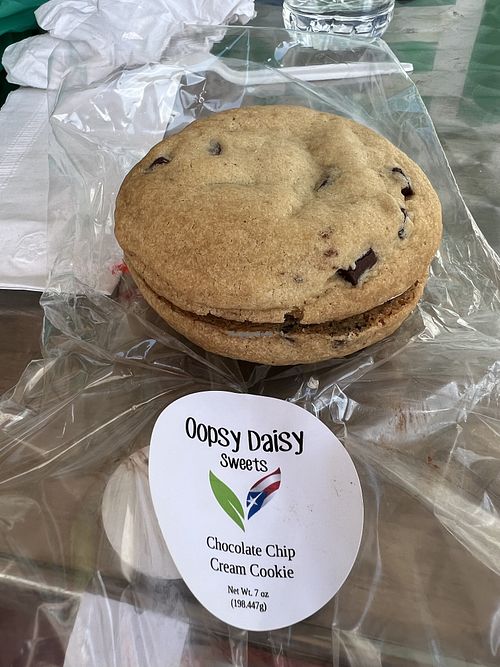 Oopsy Daisy
Sweets
Chocolate Chip
Cream Cookie
Net Wt. 7 oz
(198.447g)